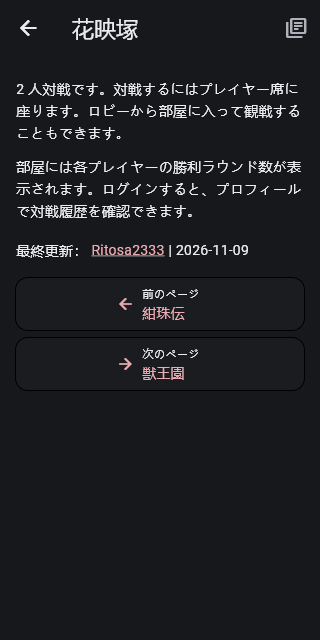 花映塚
2 人対戦です。対戦するにはプレイヤー席に
座ります。ロビーから部屋に入って観戦する
こともできます。
部屋には各プレイヤーの勝利ラウンド数が表
示されます。ログインすると、プロフィール
で対戦履歴を確認できます。
最終更新： Ritosa2333 | 2026-11-09
前のページ
紺珠伝
次のページ
獣王園